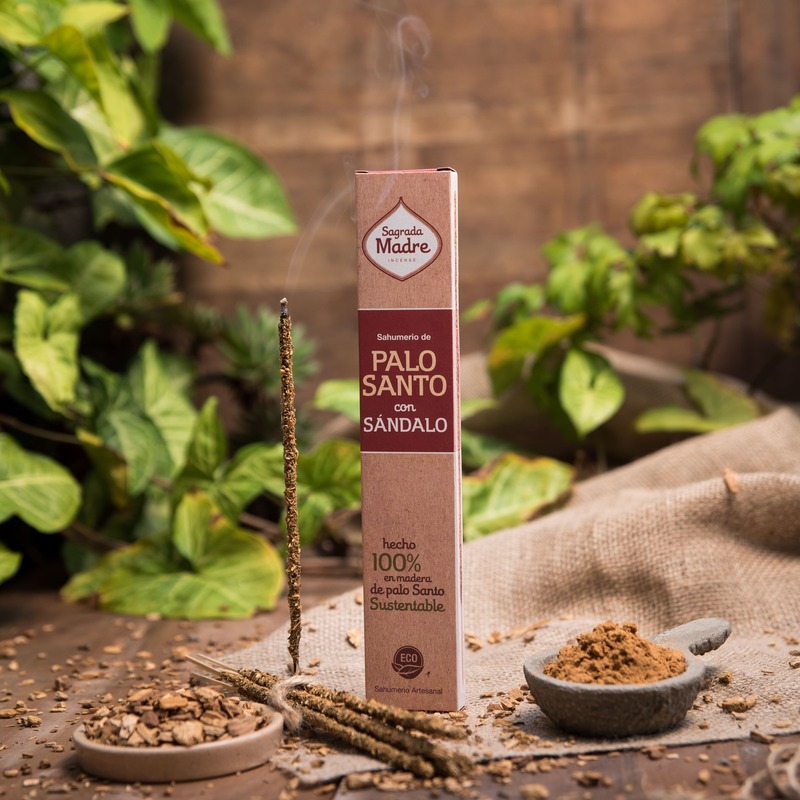 Sagrada
Madre
INCENSE
Sahumerio de
PALO
SANTO
con
SÁNDALO
hecho
100%
en madera
de palo Santo
Sustentable
ECO
Sahumerio Artesanal